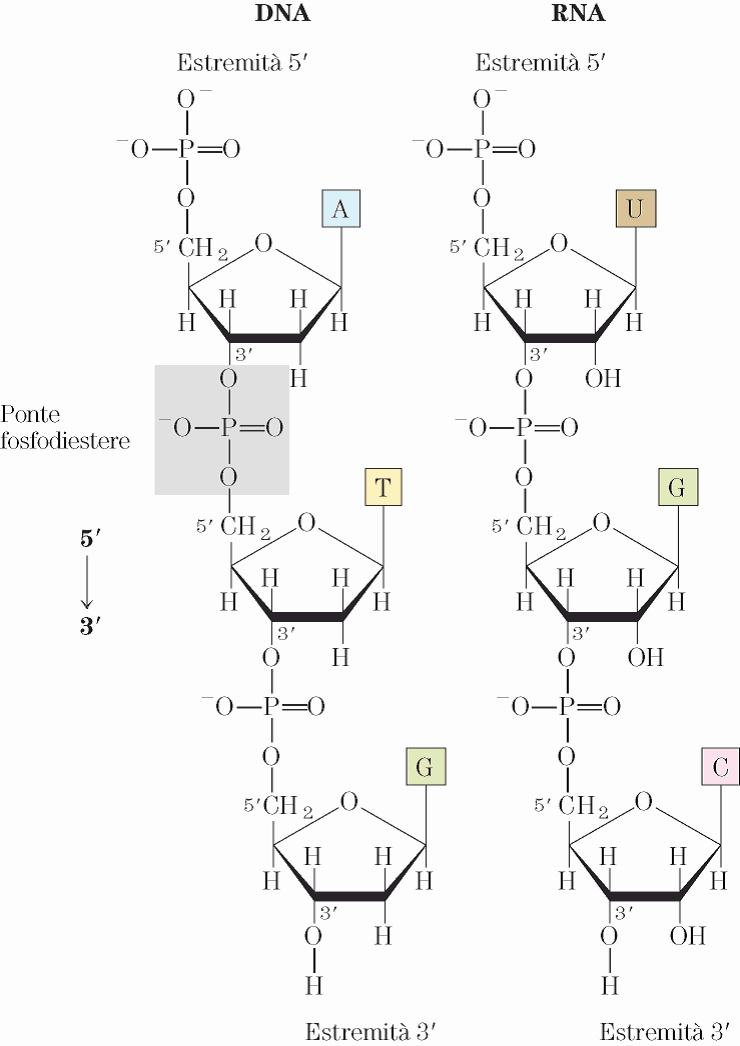 DNA RNA
Estremità 5′ Estremità 5′
O⁻ O⁻
⁻O—P=O ⁻O—P=O
O A O U
5′ CH₂ O 5′ CH₂ O
H H H H H H H H
3′ 3′
O H O OH
Ponte
fosfodiestere
⁻O—P=O ⁻O—P=O
O T O G
5′ CH₂ O 5′ CH₂ O
5′
H H H H H H H H
3′
3′ 3′
O H O OH
⁻O—P=O ⁻O—P=O
O G O C
5′CH₂ O 5′ CH₂ O
H H H H H H H H
3′ 3′
O H O OH
H H
Estremità 3′ Estremità 3′